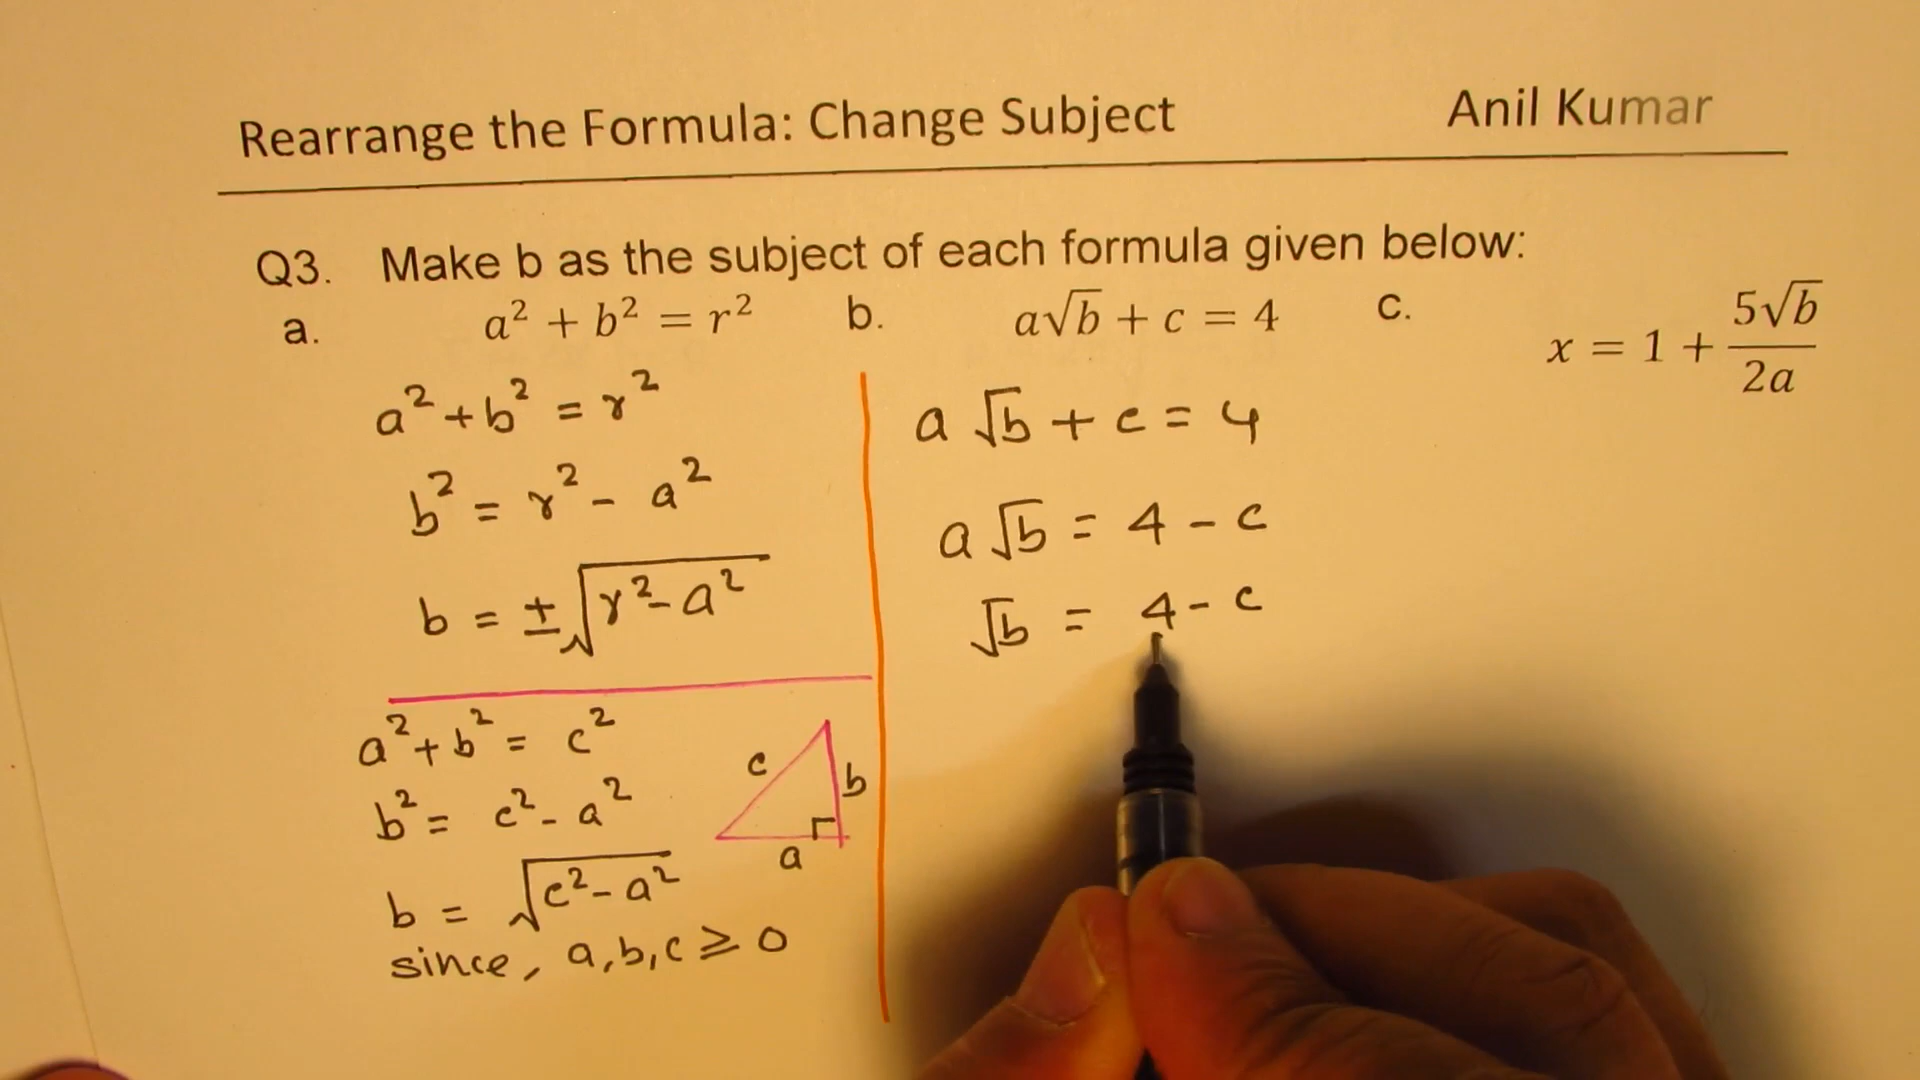 Rearrange the Formula: Change Subject Anil Kumar
Q3. Make b as the subject of each formula given below:
a. a² + b² = r² b. a√b + c = 4 c. x = 1 + 5√b / 2a
a² + b² = r²
b² = r² - a²
b = ±√(r² - a²)
a² + b² = c²
b² = c² - a²
b = √(c² - a²)
since, a, b, c ≥ 0
c
b
a
a√b + c = 4
a√b = 4 - c
√b = 4 - c